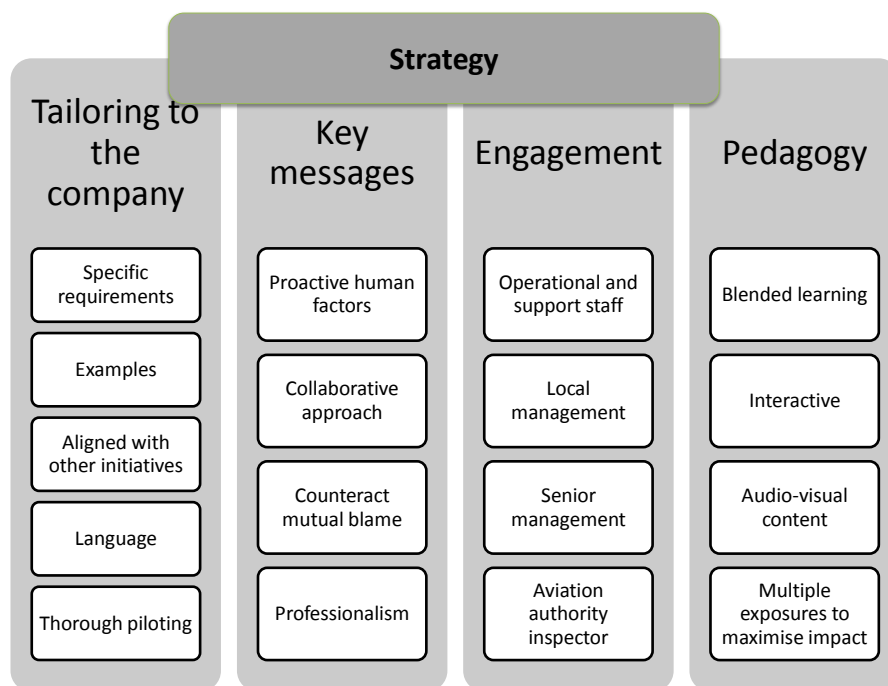 Strategy
Tailoring to
the
company
Specific
requirements
Examples
Aligned with
other initiatives
Language
Thorough piloting
Key
messages
Proactive human
factors
Collaborative
approach
Counteract
mutual blame
Professionalism
Engagement
Operational and
support staff
Local
management
Senior
management
Aviation
authority
inspector
Pedagogy
Blended learning
Interactive
Audio-visual
content
Multiple
exposures to
maximise impact